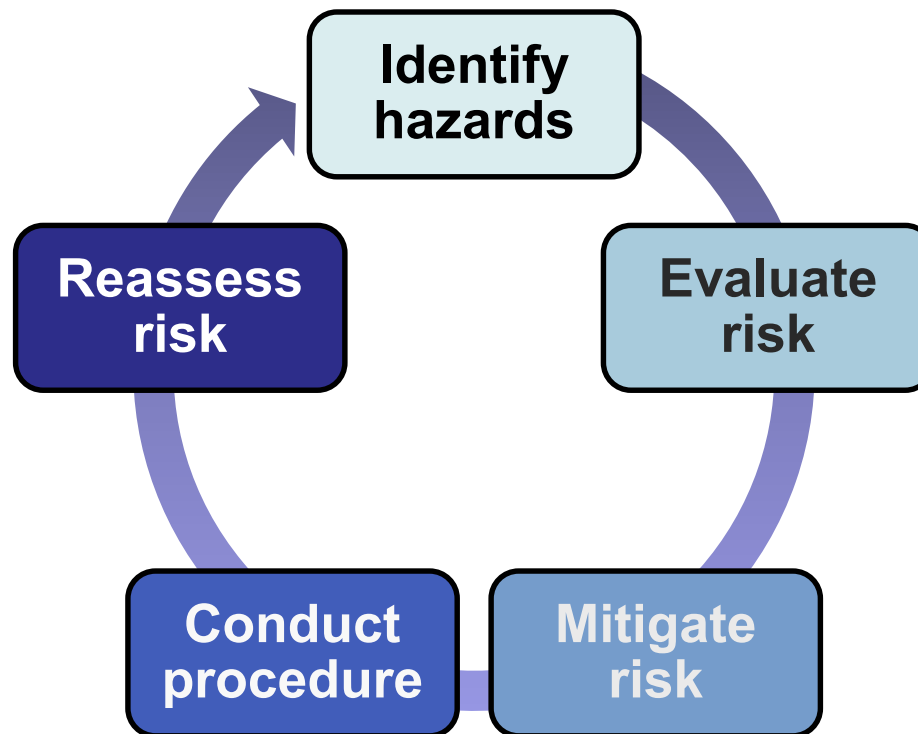 Identify
hazards
Evaluate
risk
Mitigate
risk
Conduct
procedure
Reassess
risk